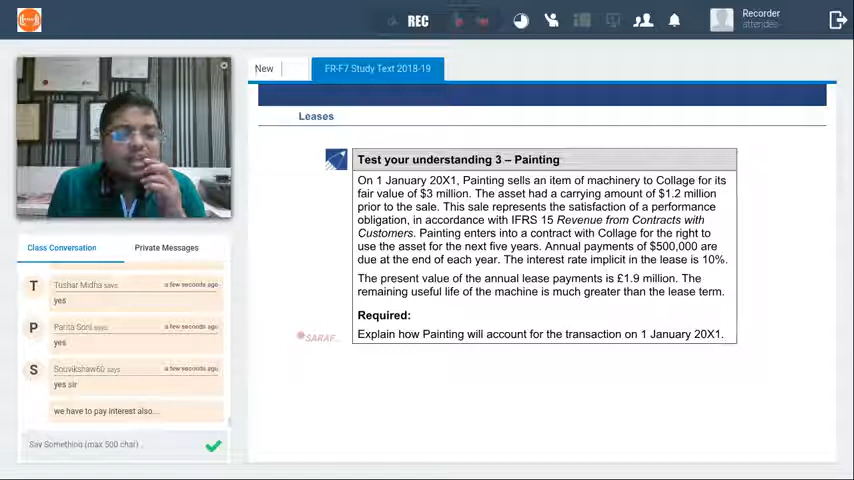 REC
Recorder
attendee
New
FR-F7 Study Text 2018-19
Leases
Test your understanding 3 – Painting
On 1 January 20X1, Painting sells an item of machinery to Collage for its
fair value of $3 million. The asset had a carrying amount of $1.2 million
prior to the sale. This sale represents the satisfaction of a performance
obligation, in accordance with IFRS 15 Revenue from Contracts with
Customers. Painting enters into a contract with Collage for the right to
use the asset for the next five years. Annual payments of $500,000 are
due at the end of each year. The interest rate implicit in the lease is 10%.
The present value of the annual lease payments is £1.9 million. The
remaining useful life of the machine is much greater than the lease term.
Required:
Explain how Painting will account for the transaction on 1 January 20X1.
SARAF...
Class Conversation
Private Messages
T
Tushar Midha says
a few seconds ago
yes
P
Parita Soni says
a few seconds ago
yes
S
Souvikshaw60 says
a few seconds ago
yes sir
we have to pay interest also...
Say Something (max 500 char)